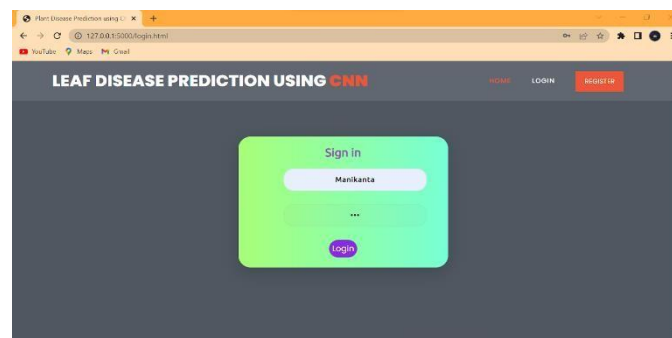 Plant Disease Prediction using C
127.0.0.1:5000/login.html
YouTube Maps Gmail
LEAF DISEASE PREDICTION USING CNN
HOME LOGIN REGISTER
Sign in
Manikanta
•••
Login